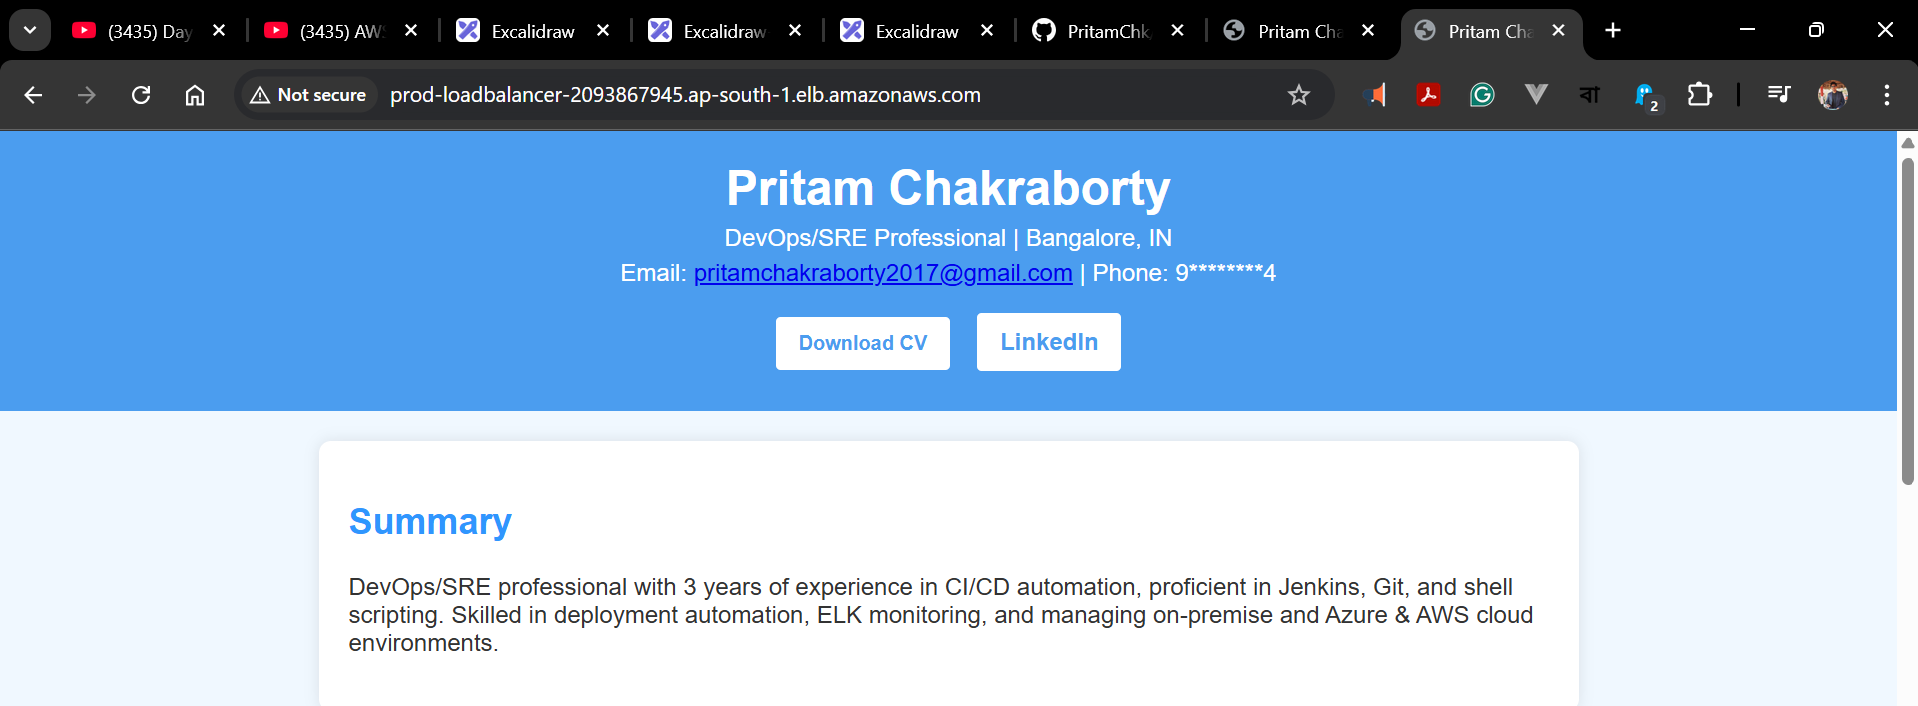 (3435) Day
(3435) AWS
Excalidraw
Excalidraw
Excalidraw
PritamChk
Pritam Cha
Pritam Cha
Not secure
prod-loadbalancer-2093867945.ap-south-1.elb.amazonaws.com
বা
2
Pritam Chakraborty
DevOps/SRE Professional | Bangalore, IN
Email: pritamchakraborty2017@gmail.com | Phone: 9********4
Download CV
LinkedIn
Summary
DevOps/SRE professional with 3 years of experience in CI/CD automation, proficient in Jenkins, Git, and shell
scripting. Skilled in deployment automation, ELK monitoring, and managing on-premise and Azure & AWS cloud
environments.